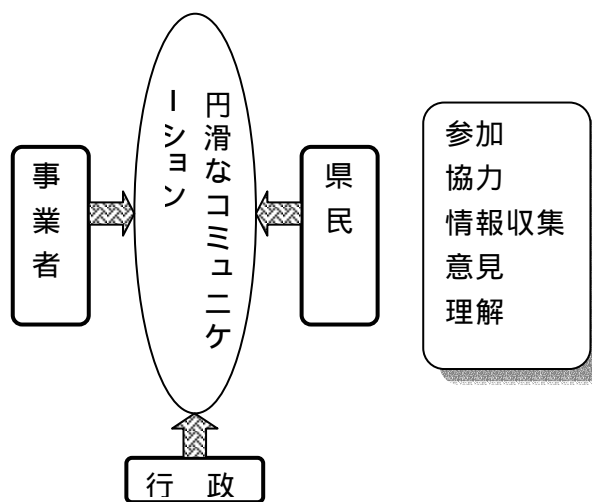 円滑なコミュニケ
ーション
事業者
県民
参加
協力
情報収集
意見
理解
行 政